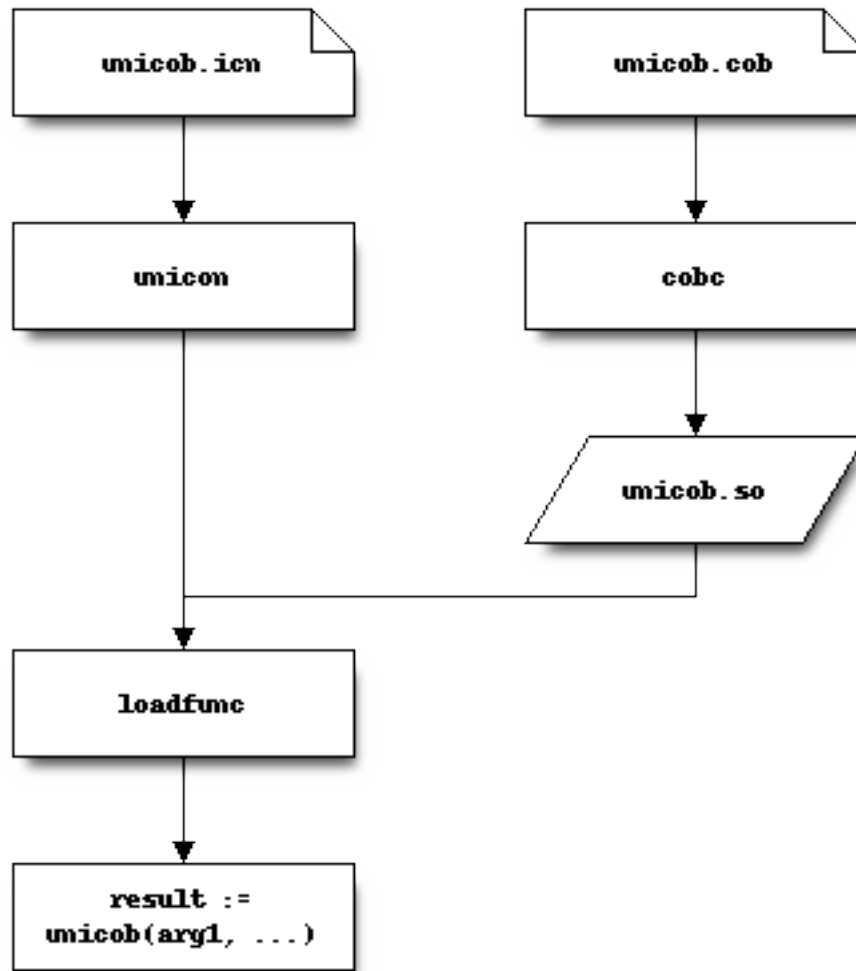 unicob.icn
unicob.cob
unicon
cobc
unicob.so
loadfunc
result :=
unicob(arg1, ...)